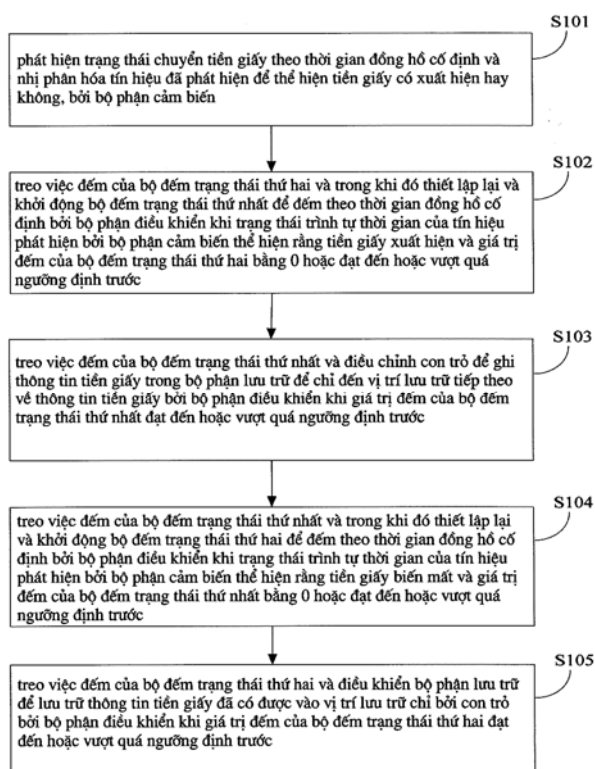 S101
phát hiện trạng thái chuyển tiền giấy theo thời gian đồng hồ cố định và
nhị phân hóa tín hiệu đã phát hiện để thể hiện tiền giấy có xuất hiện hay
không, bởi bộ phận cảm biến
S102
treo việc đếm của bộ đếm trạng thái thứ hai và trong khi đó thiết lập lại và
khởi động bộ đếm trạng thái thứ nhất để đếm theo thời gian đồng hồ cố
định bởi bộ phận điều khiển khi trạng thái trình tự thời gian của tín hiệu
phát hiện bởi bộ phận cảm biến thể hiện rằng tiền giấy xuất hiện và giá trị
đếm của bộ đếm trạng thái thứ hai bằng 0 hoặc đạt đến hoặc vượt quá
ngưỡng định trước
S103
treo việc đếm của bộ đếm trạng thái thứ nhất và điều chỉnh con trỏ để ghi
thông tin tiền giấy trong bộ phận lưu trữ để chỉ đến vị trí lưu trữ tiếp theo
về thông tin tiền giấy bởi bộ phận điều khiển khi giá trị đếm của bộ đếm
trạng thái thứ nhất đạt đến hoặc vượt quá ngưỡng định trước
S104
treo việc đếm của bộ đếm trạng thái thứ nhất và trong khi đó thiết lập lại
và khởi động bộ đếm trạng thái thứ hai để đếm theo thời gian đồng hồ cố
định bởi bộ phận điều khiển khi trạng thái trình tự thời gian của tín hiệu
phát hiện bởi bộ phận cảm biến thể hiện rằng tiền giấy biến mất và giá trị
đếm của bộ đếm trạng thái thứ nhất bằng 0 hoặc đạt đến hoặc vượt quá
ngưỡng định trước
S105
treo việc đếm của bộ đếm trạng thái thứ hai và điều khiển bộ phận lưu trữ
để lưu trữ thông tin tiền giấy đã có được vào vị trí lưu trữ chỉ bởi con trỏ
bởi bộ phận điều khiển khi giá trị đếm của bộ đếm trạng thái thứ hai đạt
đến hoặc vượt quá ngưỡng định trước